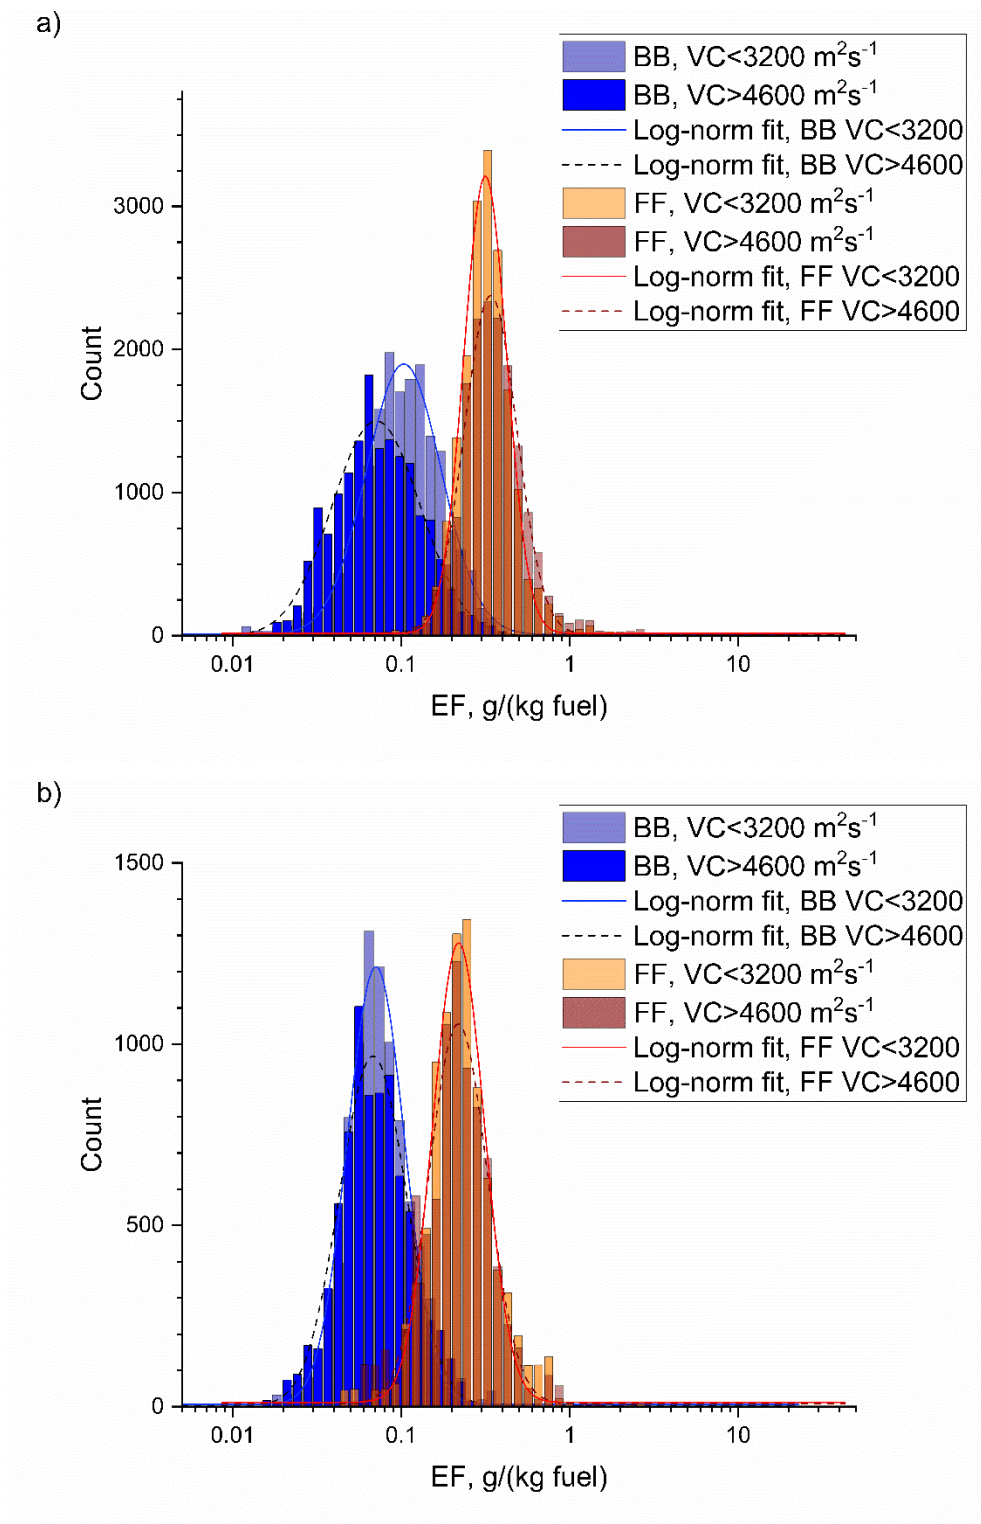 a)
BB, VC<3200 m²s⁻¹
BB, VC>4600 m²s⁻¹
Log-norm fit, BB VC<3200
Log-norm fit, BB VC>4600
FF, VC<3200 m²s⁻¹
FF, VC>4600 m²s⁻¹
Log-norm fit, FF VC<3200
Log-norm fit, FF VC>4600
3000
2000
1000
0
Count
0.01 0.1 1 10
EF, g/(kg fuel)
b)
BB, VC<3200 m²s⁻¹
BB, VC>4600 m²s⁻¹
Log-norm fit, BB VC<3200
Log-norm fit, BB VC>4600
FF, VC<3200 m²s⁻¹
FF, VC>4600 m²s⁻¹
Log-norm fit, FF VC<3200
Log-norm fit, FF VC>4600
1500
1000
500
0
Count
0.01 0.1 1 10
EF, g/(kg fuel)